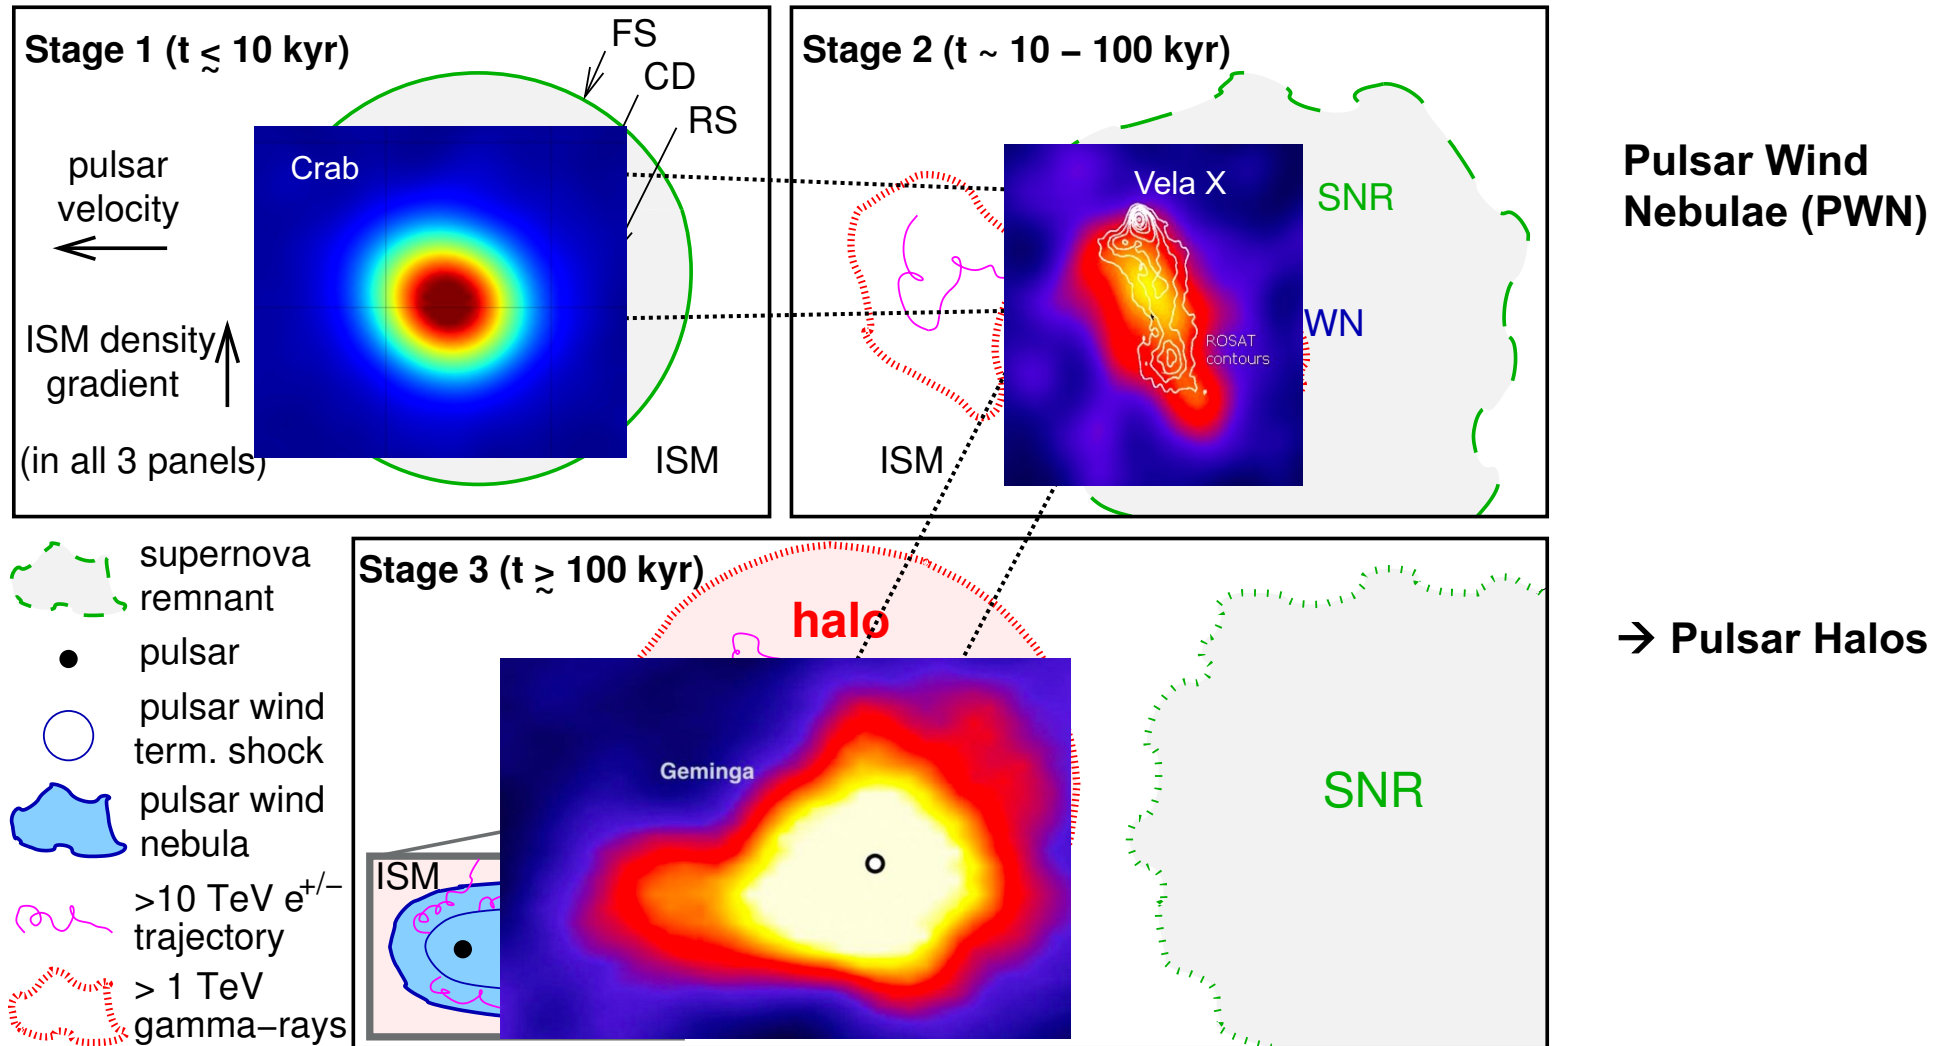 Stage 1 (t ≲ 10 kyr)
FS
CD
RS
Crab
pulsar
velocity
ISM density
gradient
(in all 3 panels)
ISM
Stage 2 (t ~ 10 – 100 kyr)
Vela X
SNR
WN
ROSAT
contours
ISM
Pulsar Wind
Nebulae (PWN)
supernova
remnant
pulsar
pulsar wind
term. shock
pulsar wind
nebula
>10 TeV e+/−
trajectory
> 1 TeV
gamma−rays
Stage 3 (t ≳ 100 kyr)
halo
Geminga
ISM
SNR
→ Pulsar Halos